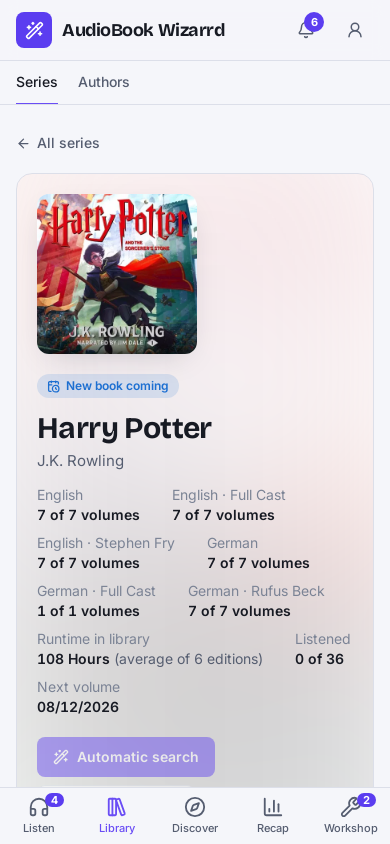 AudioBook Wizarrd
6
Series
Authors
All series
Harry Potter
AND THE
SORCERER'S STONE
J.K. ROWLING
NARRATED BY JIM DALE
New book coming
Harry Potter
J.K. Rowling
English
English · Full Cast
7 of 7 volumes
7 of 7 volumes
English · Stephen Fry
German
7 of 7 volumes
7 of 7 volumes
German · Full Cast
German · Rufus Beck
1 of 1 volumes
7 of 7 volumes
Runtime in library
Listened
108 Hours (average of 6 editions)
0 of 36
Next volume
08/12/2026
Automatic search
4
2
Listen
Library
Discover
Recap
Workshop